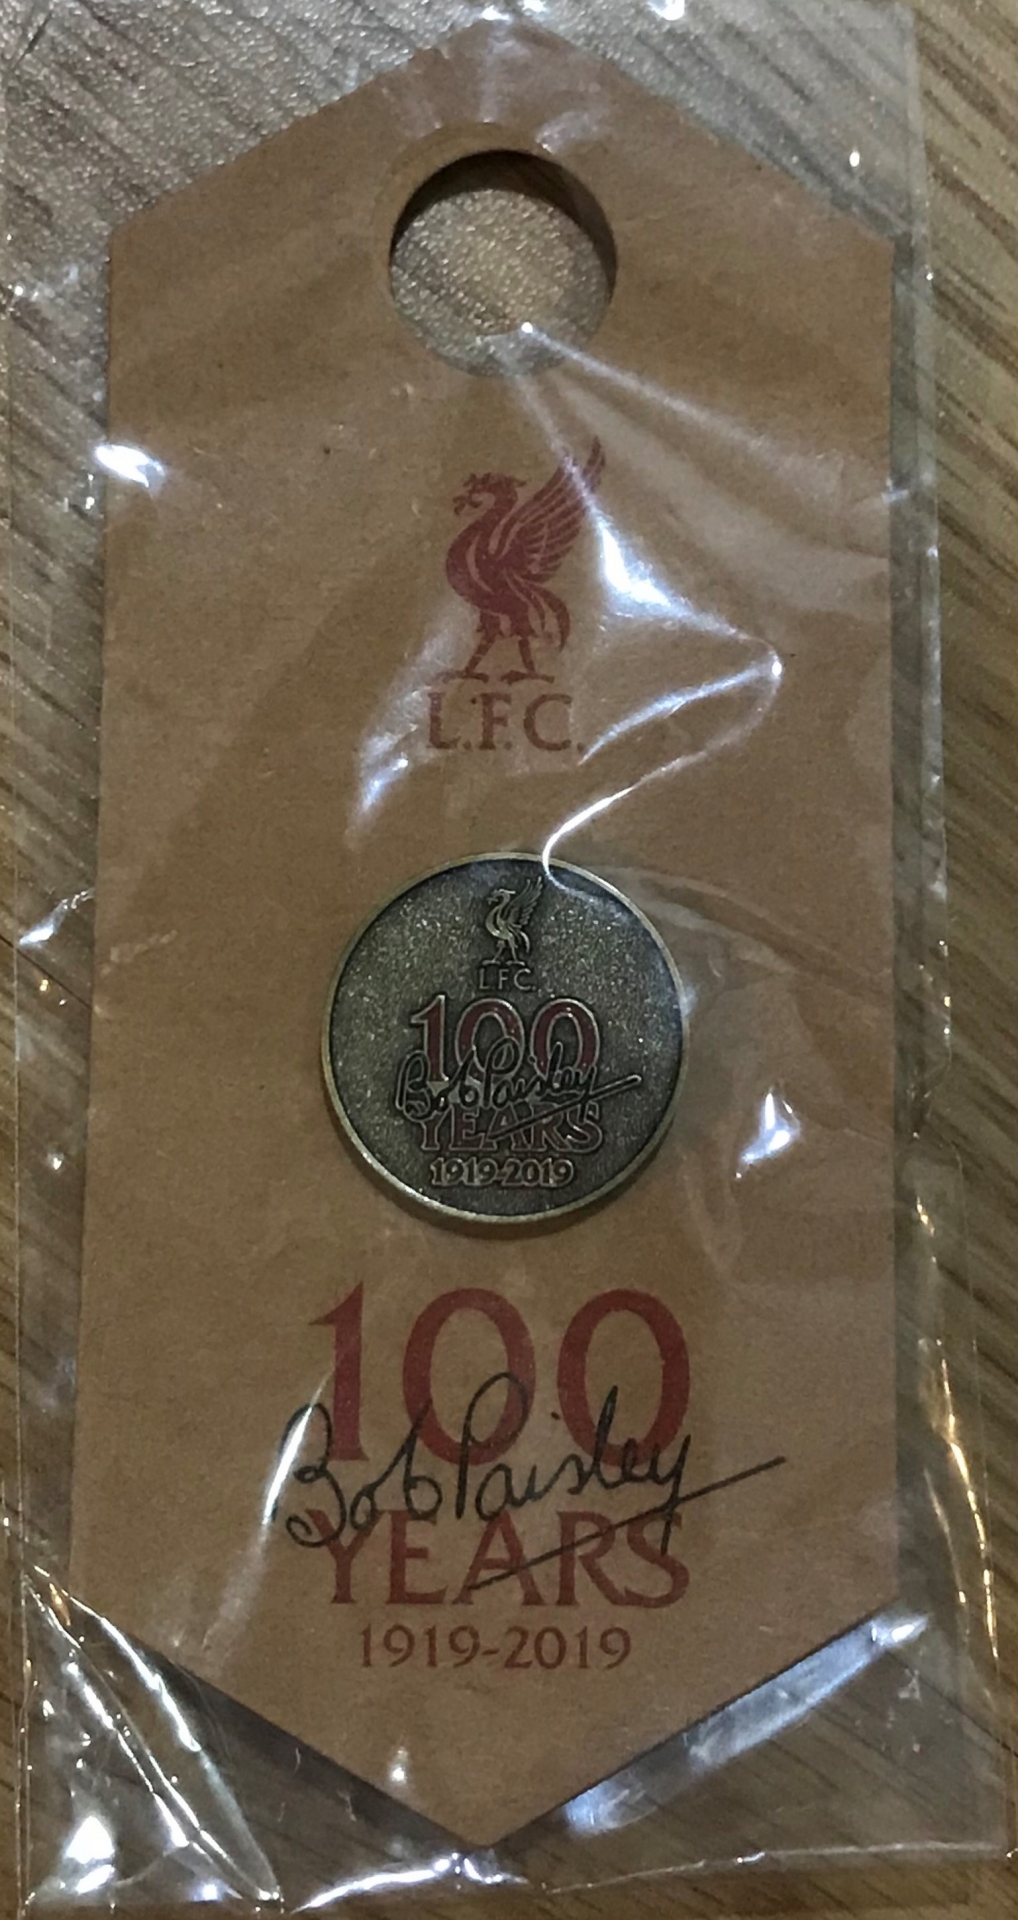 L.F.C.
L.F.C.
100
Bob Paisley
YEARS
1919-2019
100
Bob Paisley
YEARS
1919-2019